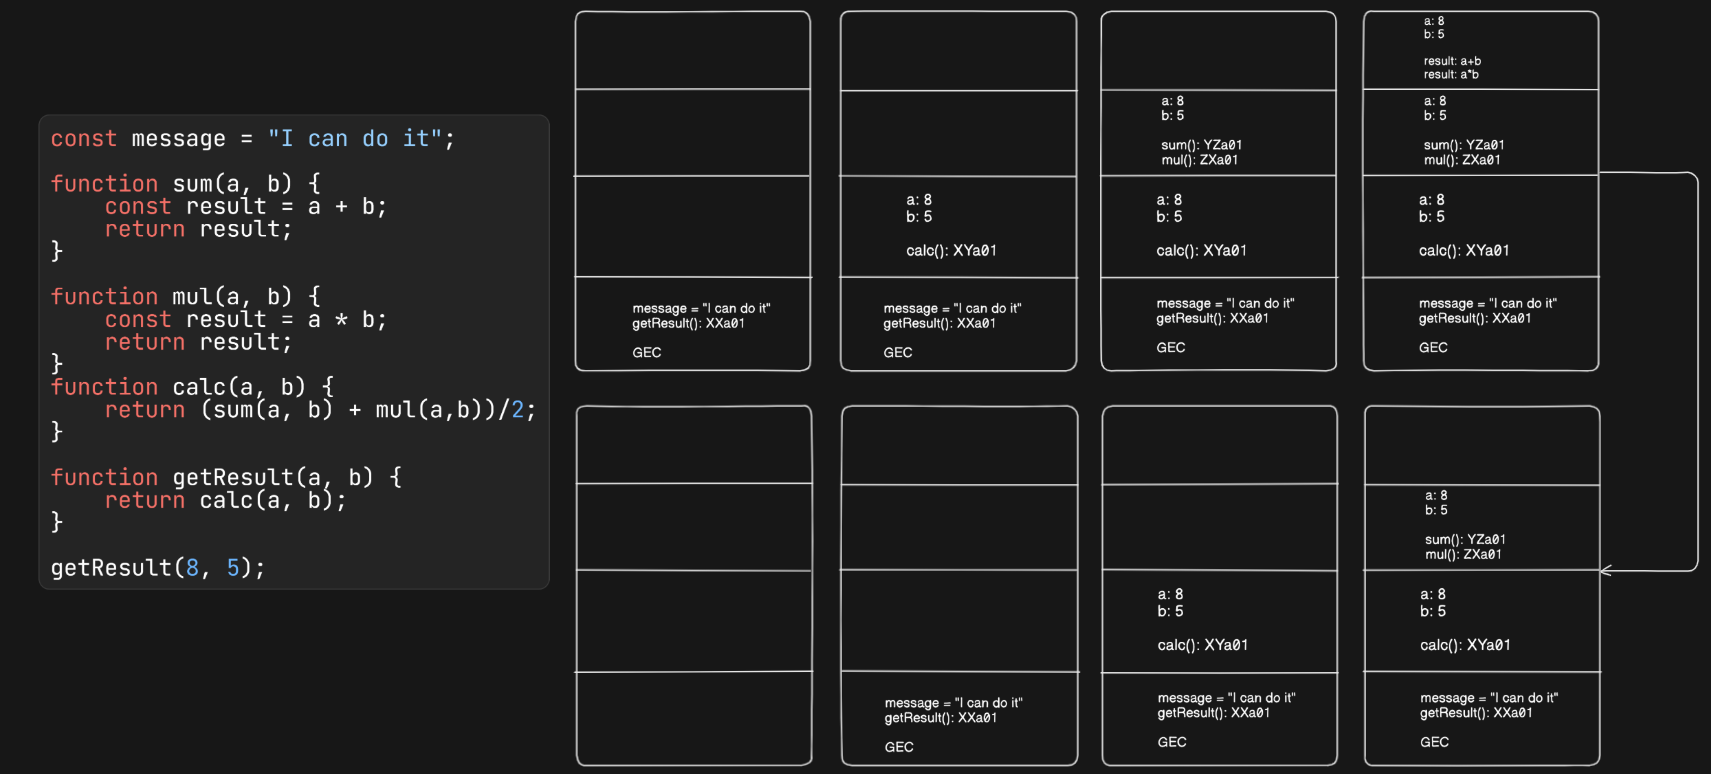 const message = "I can do it";
function sum(a, b) {
const result = a + b;
return result;
}
function mul(a, b) {
const result = a * b;
return result;
}
function calc(a, b) {
return (sum(a, b) + mul(a,b))/2;
}
function getResult(a, b) {
return calc(a, b);
}
getResult(8, 5);
message = "I can do it"
getResult(): XXa01
GEC
a: 8
b: 5
calc(): XYa01
message = "I can do it"
getResult(): XXa01
GEC
a: 8
b: 5
sum(): YZa01
mul(): ZXa01
a: 8
b: 5
calc(): XYa01
message = "I can do it"
getResult(): XXa01
GEC
a: 8
b: 5
result: a+b
result: a*b
a: 8
b: 5
sum(): YZa01
mul(): ZXa01
a: 8
b: 5
calc(): XYa01
message = "I can do it"
getResult(): XXa01
GEC
message = "I can do it"
getResult(): XXa01
GEC
a: 8
b: 5
calc(): XYa01
message = "I can do it"
getResult(): XXa01
GEC
a: 8
b: 5
sum(): YZa01
mul(): ZXa01
a: 8
b: 5
calc(): XYa01
message = "I can do it"
getResult(): XXa01
GEC